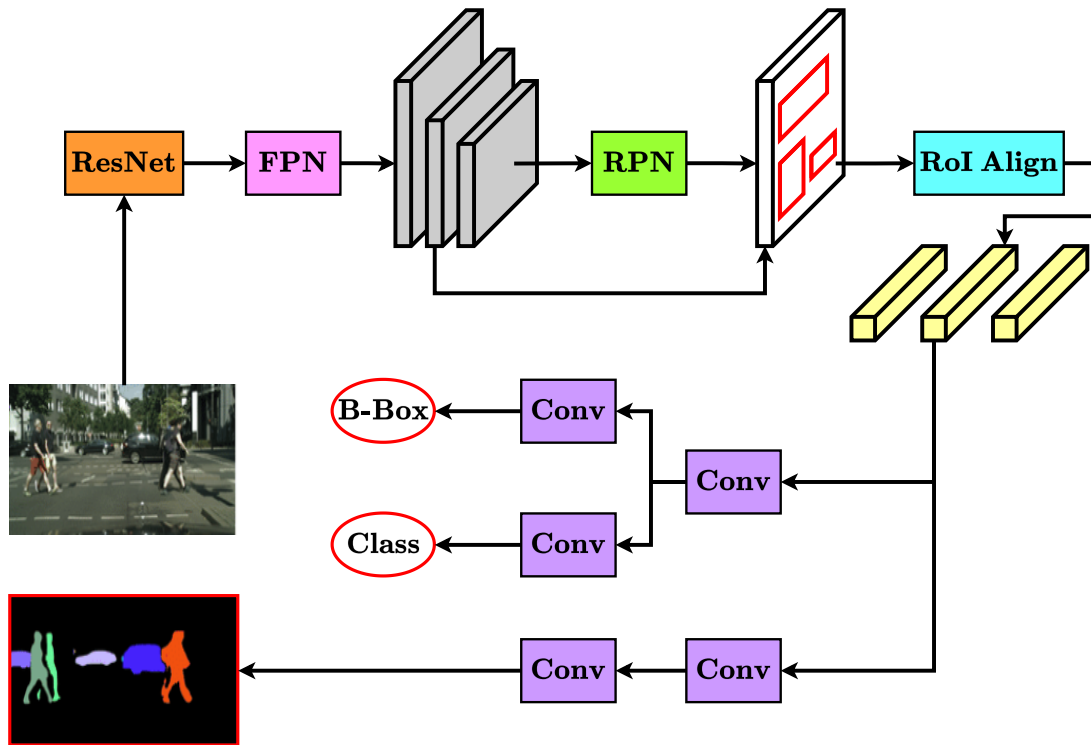 ResNet
FPN
RPN
RoI Align
B-Box
Conv
Conv
Class
Conv
Conv
Conv